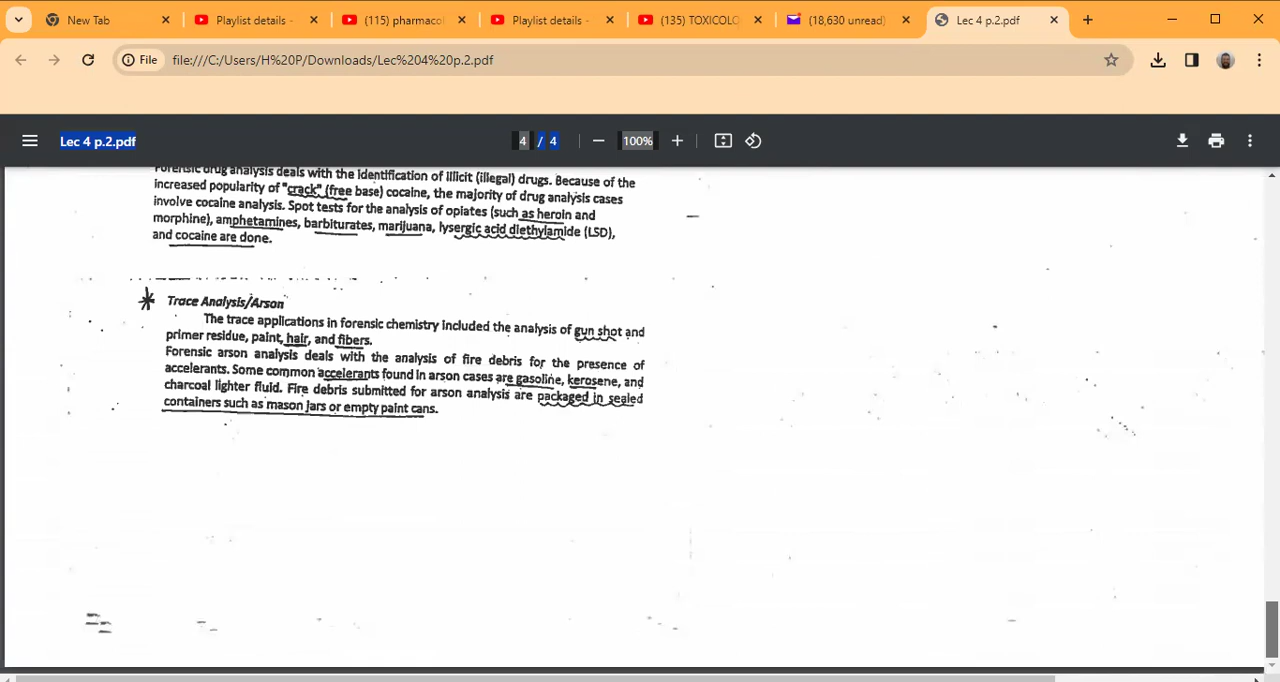 New Tab
Playlist details -
(115) pharmacol
Playlist details -
(135) TOXICOLO
(18,630 unread)
Lec 4 p.2.pdf
File
file:///C:/Users/H%20P/Downloads/Lec%204%20p.2.pdf
Lec 4 p.2.pdf
4 / 4
100%
Forensic drug analysis deals with the identification of illicit (illegal) drugs. Because of the
increased popularity of "crack" (free base) cocaine, the majority of drug analysis cases
involve cocaine analysis. Spot tests for the analysis of opiates (such as heroin and
morphine), amphetamines, barbiturates, marijuana, lysergic acid diethylamide (LSD),
and cocaine are done.
Trace Analysis/Arson
The trace applications in forensic chemistry included the analysis of gun shot and
primer residue, paint, hair, and fibers.
Forensic arson analysis deals with the analysis of fire debris for the presence of
accelerants. Some common accelerants found in arson cases are gasoline, kerosene, and
charcoal lighter fluid. Fire debris submitted for arson analysis are packaged in sealed
containers such as mason jars or empty paint cans.